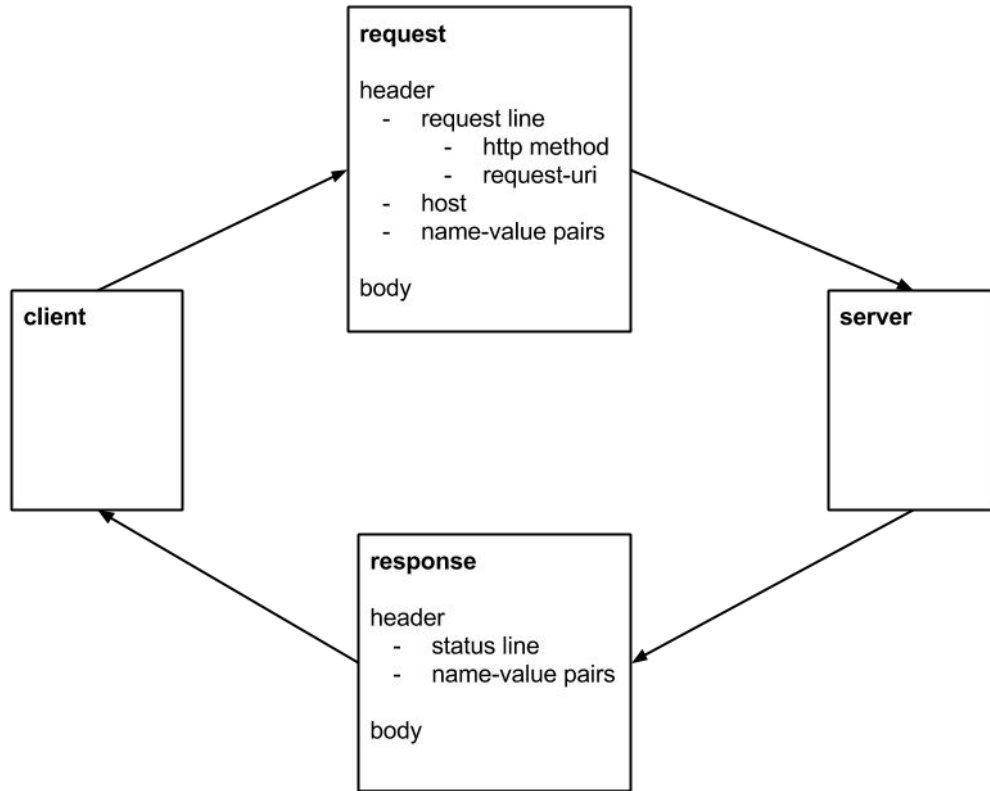 request
header
- request line
- http method
- request-uri
- host
- name-value pairs
body
client
server
response
header
- status line
- name-value pairs
body